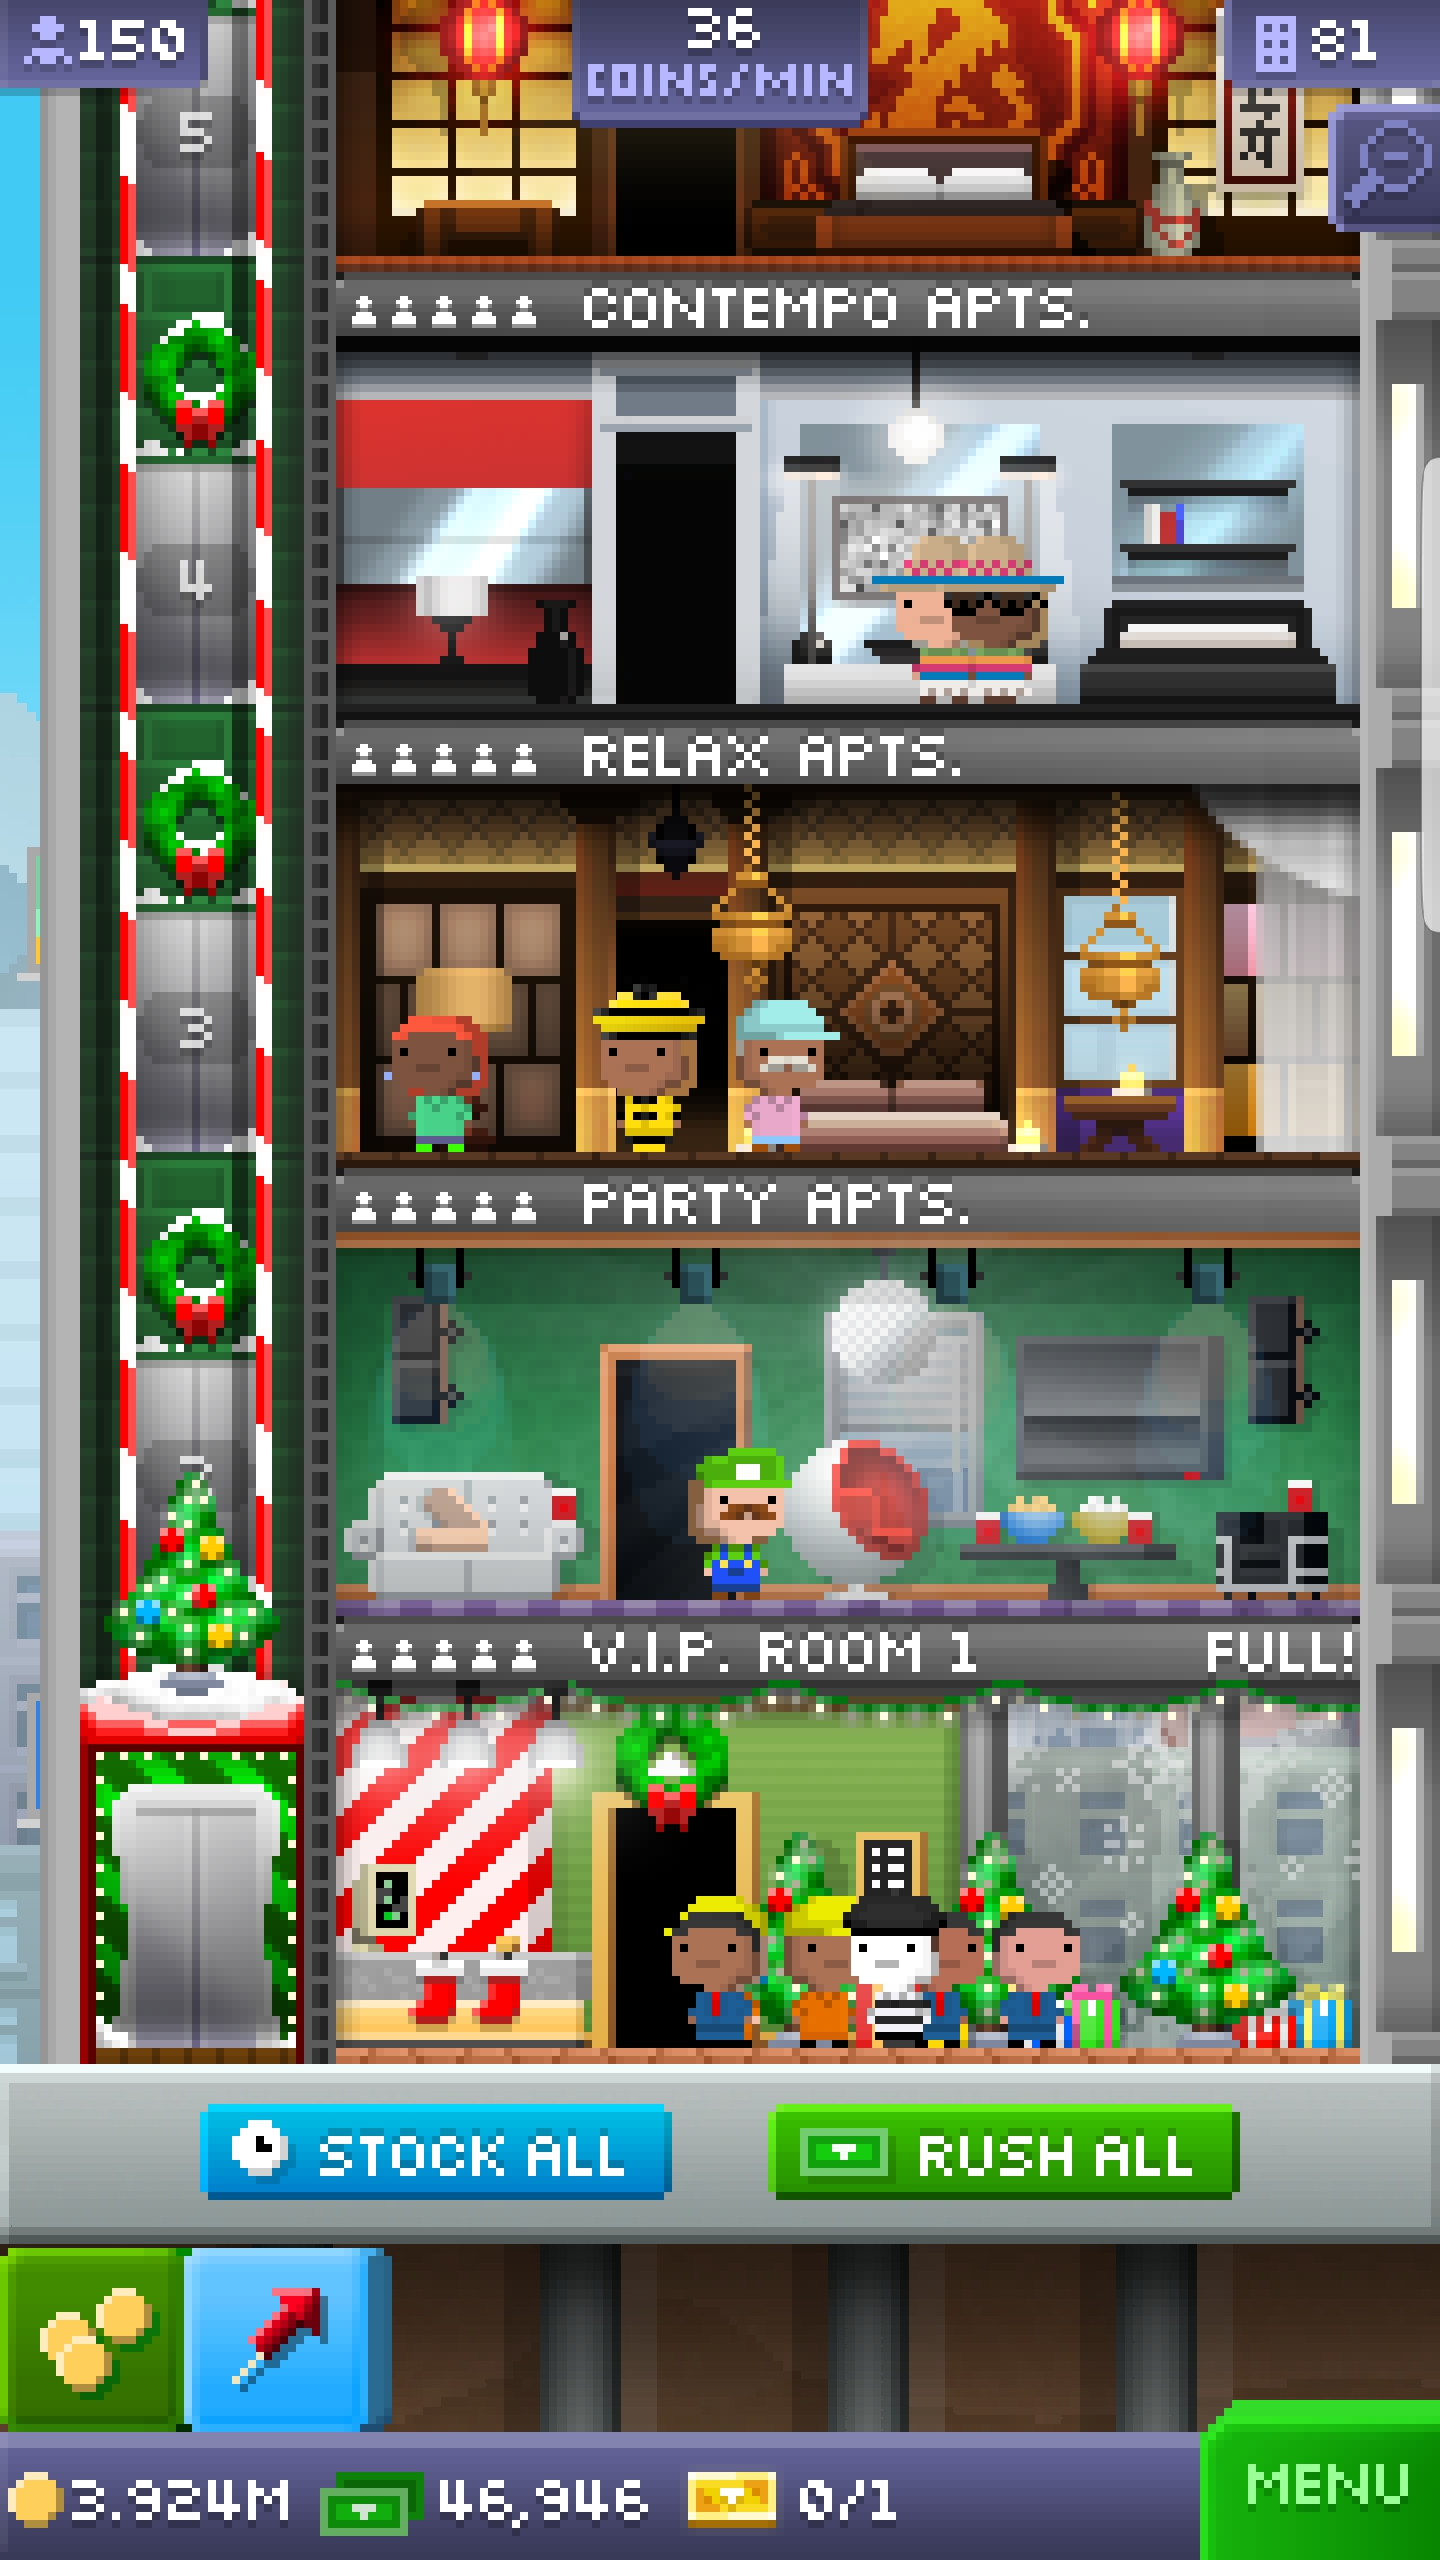 150
36
COINS/MIN
81
5
CONTEMPO APTS.
4
RELAX APTS.
3
PARTY APTS.
V.I.P. ROOM 1 FULL!
STOCK ALL
RUSH ALL
3.924M
46,946
0/1
MENU